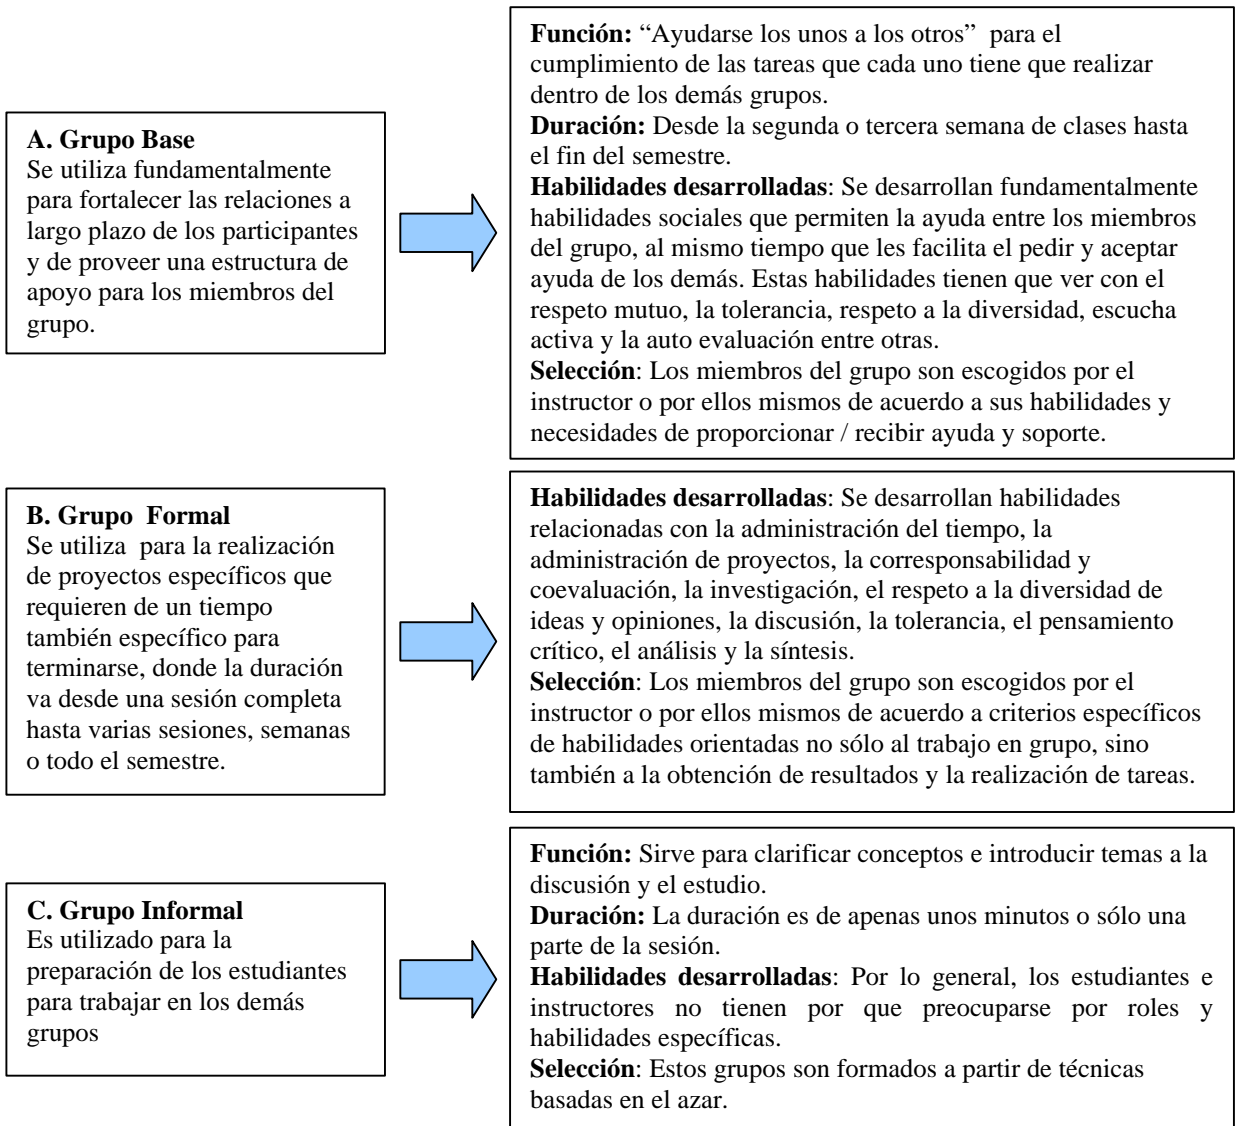 A. Grupo Base
Se utiliza fundamentalmente
para fortalecer las relaciones a
largo plazo de los participantes
y de proveer una estructura de
apoyo para los miembros del
grupo.
Función: “Ayudarse los unos a los otros” para el
cumplimiento de las tareas que cada uno tiene que realizar
dentro de los demás grupos.
Duración: Desde la segunda o tercera semana de clases hasta
el fin del semestre.
Habilidades desarrolladas: Se desarrollan fundamentalmente
habilidades sociales que permiten la ayuda entre los miembros
del grupo, al mismo tiempo que les facilita el pedir y aceptar
ayuda de los demás. Estas habilidades tienen que ver con el
respeto mutuo, la tolerancia, respeto a la diversidad, escucha
activa y la auto evaluación entre otras.
Selección: Los miembros del grupo son escogidos por el
instructor o por ellos mismos de acuerdo a sus habilidades y
necesidades de proporcionar / recibir ayuda y soporte.
B. Grupo Formal
Se utiliza para la realización
de proyectos específicos que
requieren de un tiempo
también específico para
terminarse, donde la duración
va desde una sesión completa
hasta varias sesiones, semanas
o todo el semestre.
Habilidades desarrolladas: Se desarrollan habilidades
relacionadas con la administración del tiempo, la
administración de proyectos, la corresponsabilidad y
coevaluación, la investigación, el respeto a la diversidad de
ideas y opiniones, la discusión, la tolerancia, el pensamiento
crítico, el análisis y la síntesis.
Selección: Los miembros del grupo son escogidos por el
instructor o por ellos mismos de acuerdo a criterios específicos
de habilidades orientadas no sólo al trabajo en grupo, sino
también a la obtención de resultados y la realización de tareas.
C. Grupo Informal
Es utilizado para la
preparación de los estudiantes
para trabajar en los demás
grupos
Función: Sirve para clarificar conceptos e introducir temas a la
discusión y el estudio.
Duración: La duración es de apenas unos minutos o sólo una
parte de la sesión.
Habilidades desarrolladas: Por lo general, los estudiantes e
instructores no tienen por que preocuparse por roles y
habilidades específicas.
Selección: Estos grupos son formados a partir de técnicas
basadas en el azar.